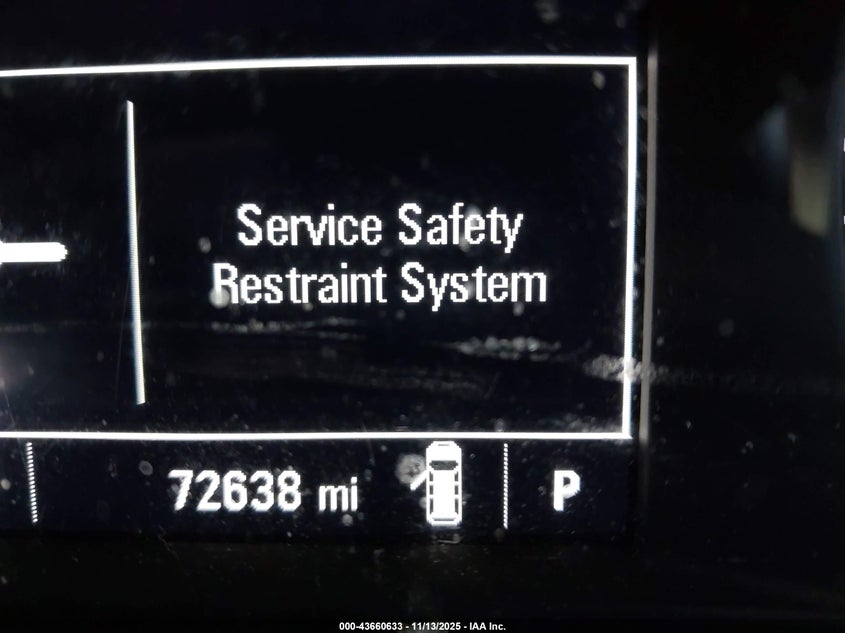 Service Safety
Restraint System
72638 mi
P
000-43660633 - 11/13/2025 - IAA Inc.